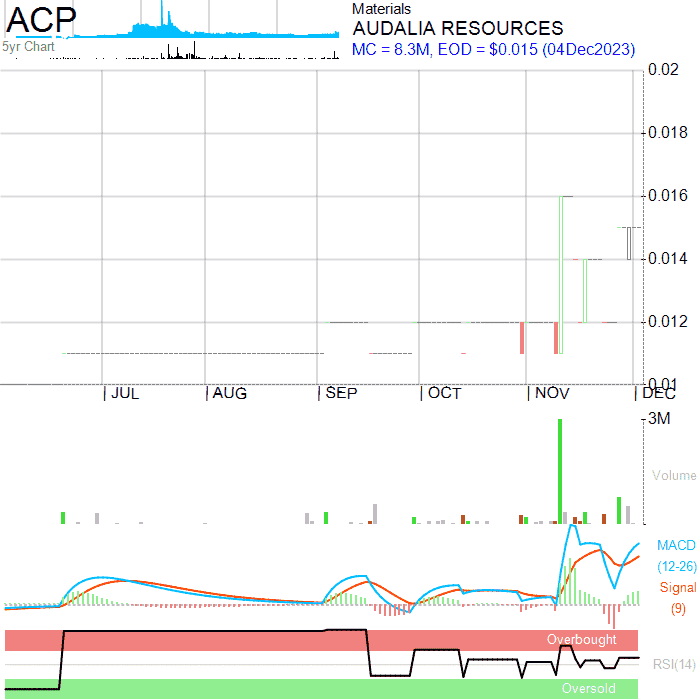 ACP
5yr Chart
Materials
AUDALIA RESOURCES
MC = 8.3M, EOD = $0.015 (04Dec2023)
0.02
0.018
0.016
0.014
0.012
0.01
JUL AUG SEP OCT NOV DEC
3M
Volume
MACD
(12-26)
Signal
(9)
Overbought
RSI(14)
Oversold